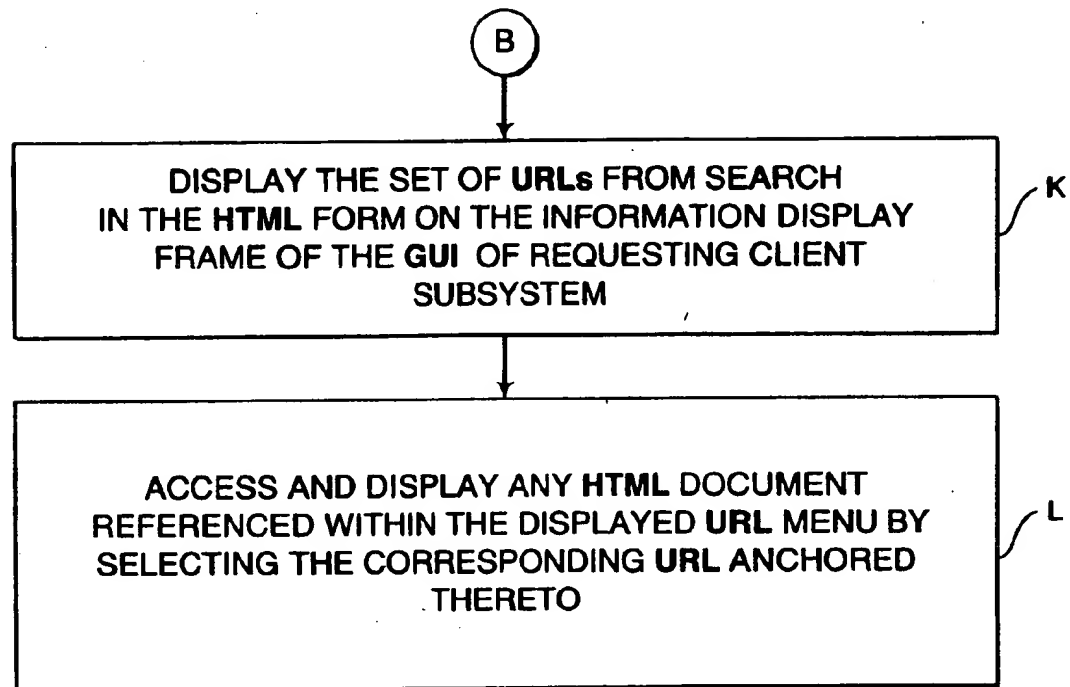 B
DISPLAY THE SET OF URLs FROM SEARCH
IN THE HTML FORM ON THE INFORMATION DISPLAY
FRAME OF THE GUI OF REQUESTING CLIENT
SUBSYSTEM
K
ACCESS AND DISPLAY ANY HTML DOCUMENT
REFERENCED WITHIN THE DISPLAYED URL MENU BY
SELECTING THE CORRESPONDING URL ANCHORED
THERETO
L